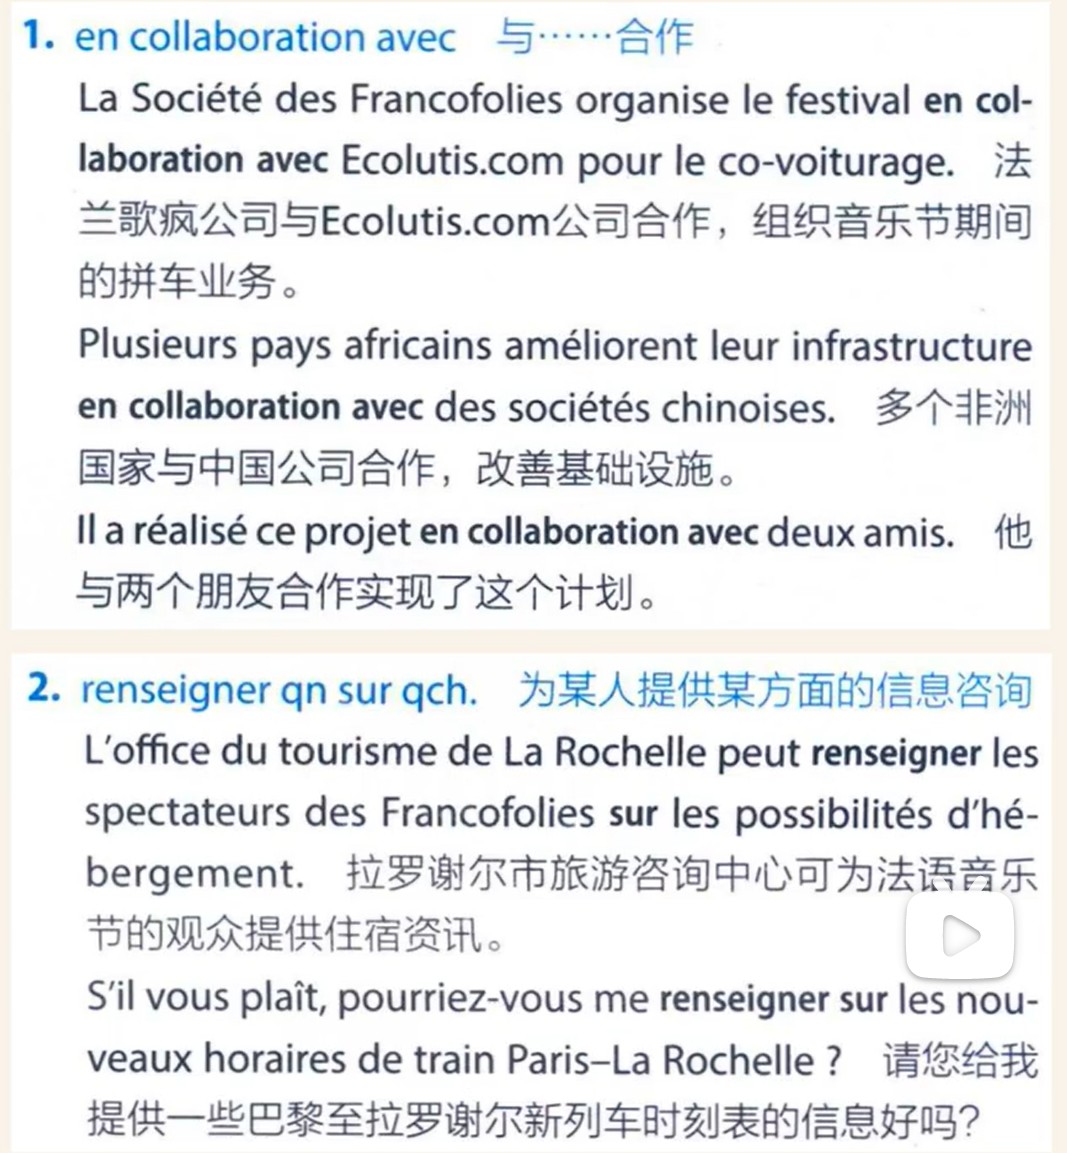 1. en collaboration avec 与……合作
La Société des Francofolies organise le festival en col-
laboration avec Ecolutis.com pour le co-voiturage. 法
兰歌疯公司与Ecolutis.com公司合作，组织音乐节期间
的拼车业务。
Plusieurs pays africains améliorent leur infrastructure
en collaboration avec des sociétés chinoises. 多个非洲
国家与中国公司合作，改善基础设施。
Il a réalisé ce projet en collaboration avec deux amis. 他
与两个朋友合作实现了这个计划。
2. renseigner qn sur qch. 为某人提供某方面的信息咨询
L'office du tourisme de La Rochelle peut renseigner les
spectateurs des Francofolies sur les possibilités d'hé-
bergement. 拉罗谢尔市旅游咨询中心可为法语音乐
节的观众提供住宿资讯。
S'il vous plaît, pourriez-vous me renseigner sur les nou-
veaux horaires de train Paris–La Rochelle ? 请您给我
提供一些巴黎至拉罗谢尔新列车时刻表的信息好吗？